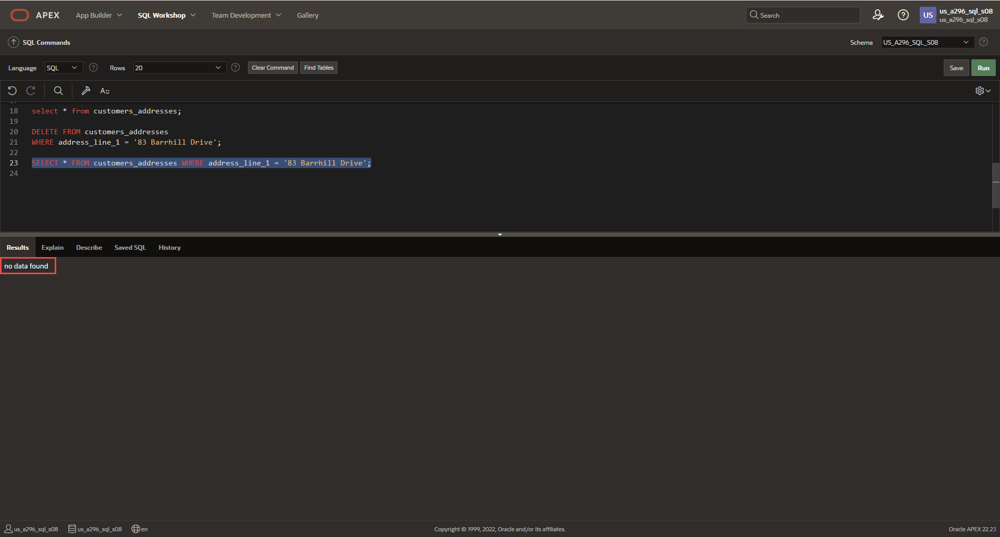 APEX App Builder SQL Workshop Team Development Gallery Search US us_a296_sql_s08
us_a296_sql_s08
SQL Commands Schema US_A296_SQL_S08
Language SQL Rows 20 Clear Command Find Tables Save Run
A::
18 select * from customers_addresses;
19
20 DELETE FROM customers_addresses
21 WHERE address_line_1 = '83 Barrhill Drive';
22
23 SELECT * FROM customers_addresses WHERE address_line_1 = '83 Barrhill Drive';
24
Results Explain Describe Saved SQL History
no data found
us_a296_sql_s08 us_a296_sql_s08 en Copyright © 1999, 2022, Oracle and/or its affiliates. Oracle APEX 22.2.1